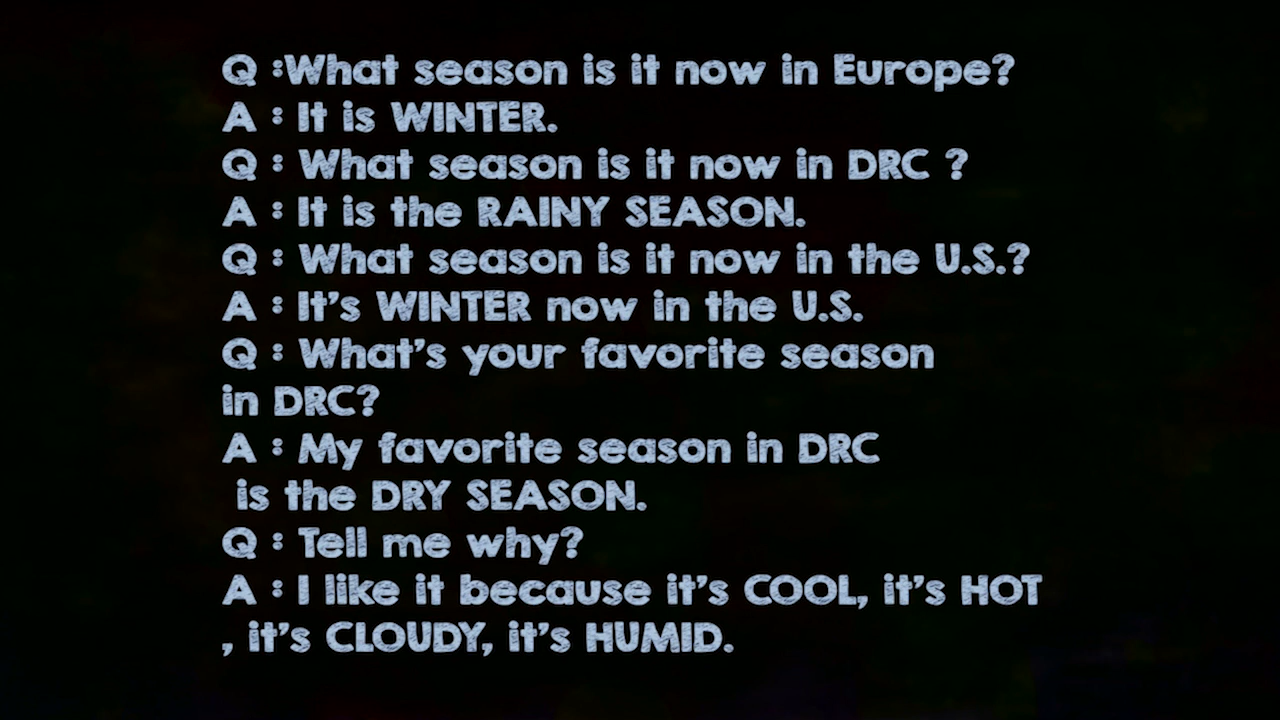 Q :What season is it now in Europe?
A : It is WINTER.
Q : What season is it now in DRC ?
A : It is the RAINY SEASON.
Q : What season is it now in the U.S.?
A : It's WINTER now in the U.S.
Q : What's your favorite season
in DRC?
A : My favorite season in DRC
is the DRY SEASON.
Q : Tell me why?
A : I like it because it's COOL, it's HOT
, it's CLOUDY, it's HUMID.